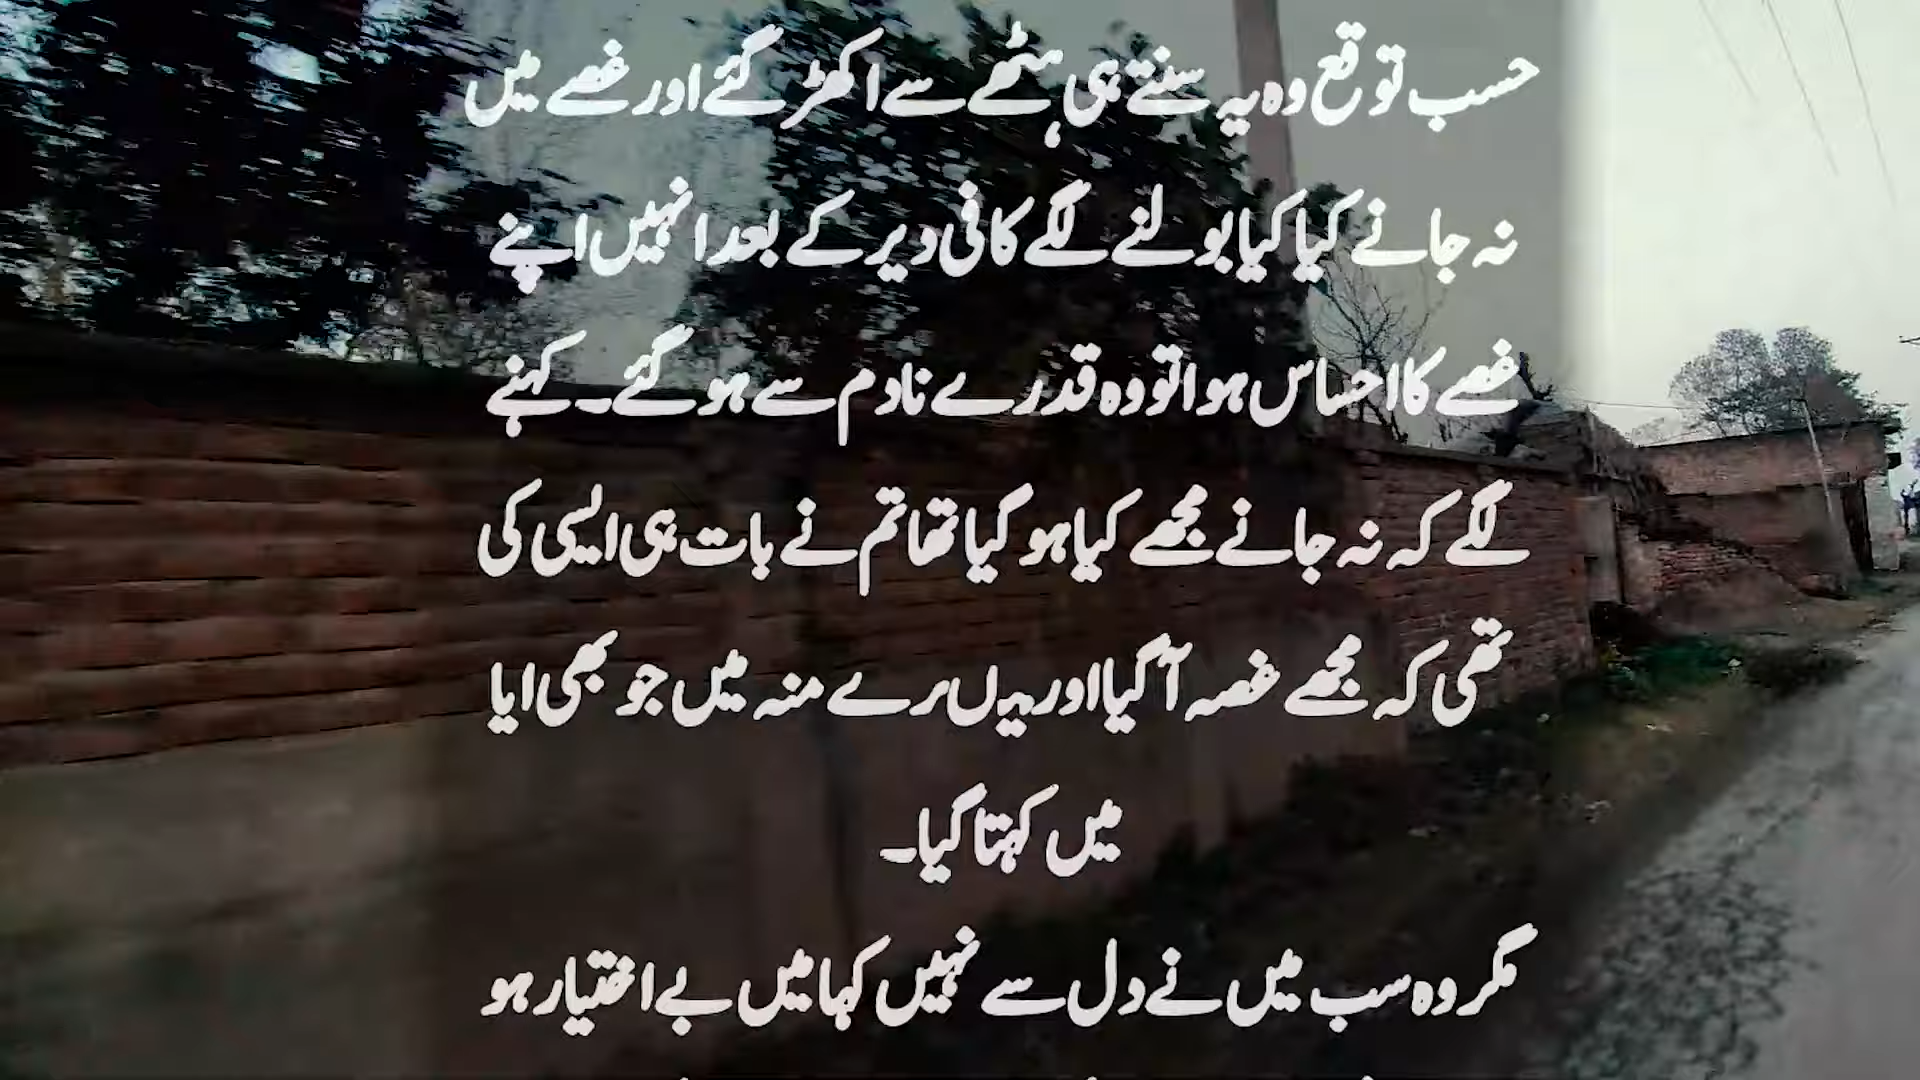 حسب توقع وہ یہ سنتے ہی ہٹھے سے اکھڑ گئے اور غصے میں
نہ جانے کیا کیا بولنے لگے کافی دیر کے بعد انہیں اپنے
غصے کا احساس ہوا تو وہ قدرے نادم سے ہو گئے۔ کہنے
لگے کہ نہ جانے مجھے کیا ہو گیا تھا تم نے بات ہی ایسی کی
تھی کہ مجھے غصہ آگیا اور یںرے منہ میں جو بھی ایا
میں کہتا گیا۔
مگر وہ سب میں نے دل سے نہیں کہا میں بے اختیار ہو